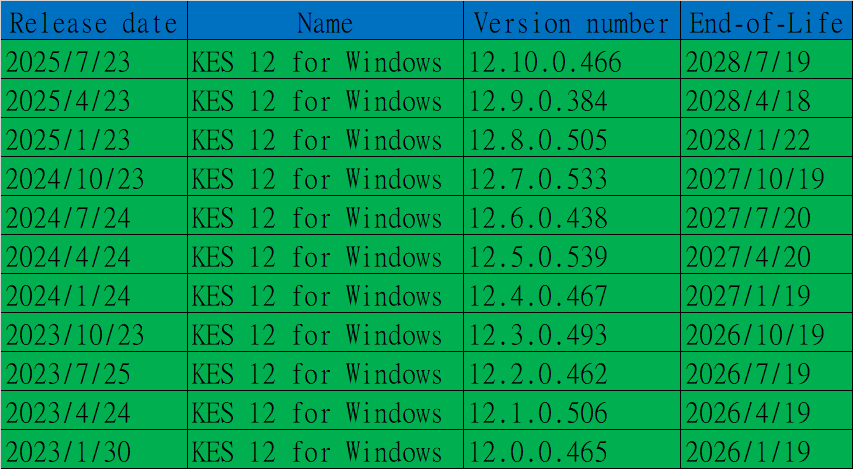 Release date Name Version number End-of-Life
2025/7/23 KES 12 for Windows 12.10.0.466 2028/7/19
2025/4/23 KES 12 for Windows 12.9.0.384 2028/4/18
2025/1/23 KES 12 for Windows 12.8.0.505 2028/1/22
2024/10/23 KES 12 for Windows 12.7.0.533 2027/10/19
2024/7/24 KES 12 for Windows 12.6.0.438 2027/7/20
2024/4/24 KES 12 for Windows 12.5.0.539 2027/4/20
2024/1/24 KES 12 for Windows 12.4.0.467 2027/1/19
2023/10/23 KES 12 for Windows 12.3.0.493 2026/10/19
2023/7/25 KES 12 for Windows 12.2.0.462 2026/7/19
2023/4/24 KES 12 for Windows 12.1.0.506 2026/4/19
2023/1/30 KES 12 for Windows 12.0.0.465 2026/1/19